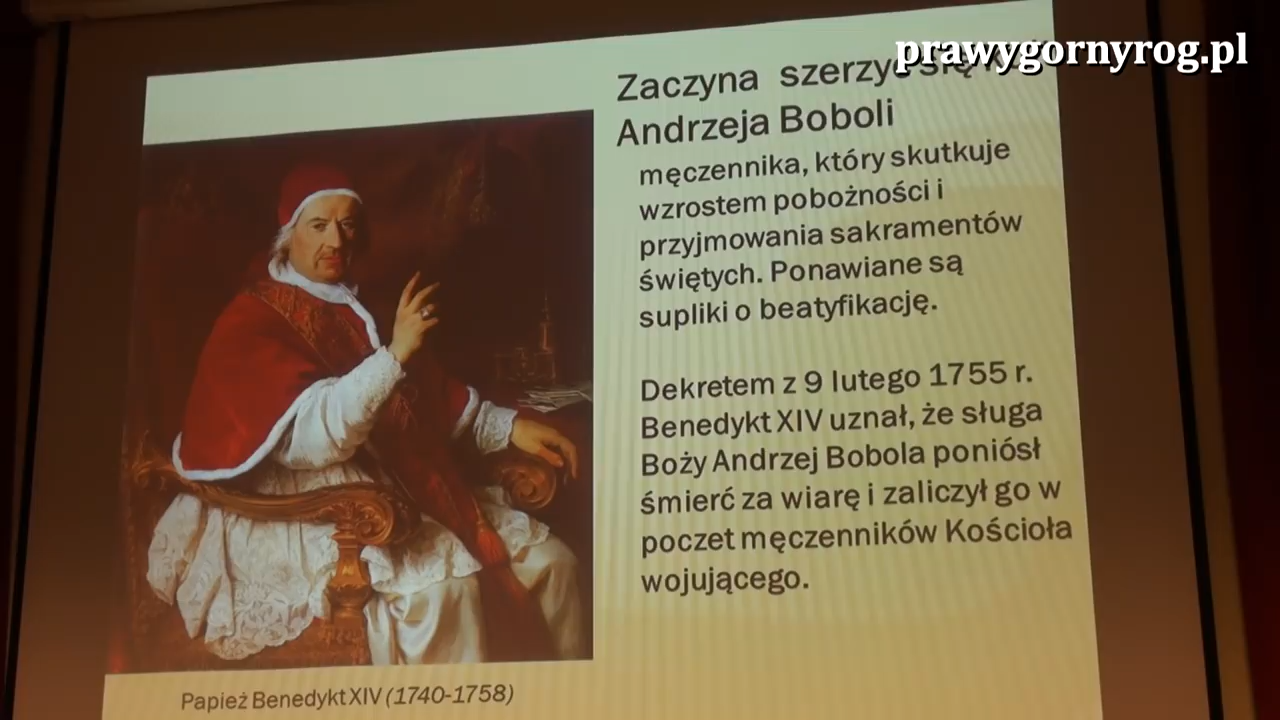 prawygornyrog.pl
Zaczyna szerzyć się kult
Andrzeja Boboli
męczennika, który skutkuje
wzrostem pobożności i
przyjmowania sakramentów
świętych. Ponawiane są
supliki o beatyfikację.
Dekretem z 9 lutego 1755 r.
Benedykt XIV uznał, że sługa
Boży Andrzej Bobola poniósł
śmierć za wiarę i zaliczył go w
poczet męczenników Kościoła
wojującego.
Papież Benedykt XIV (1740-1758)